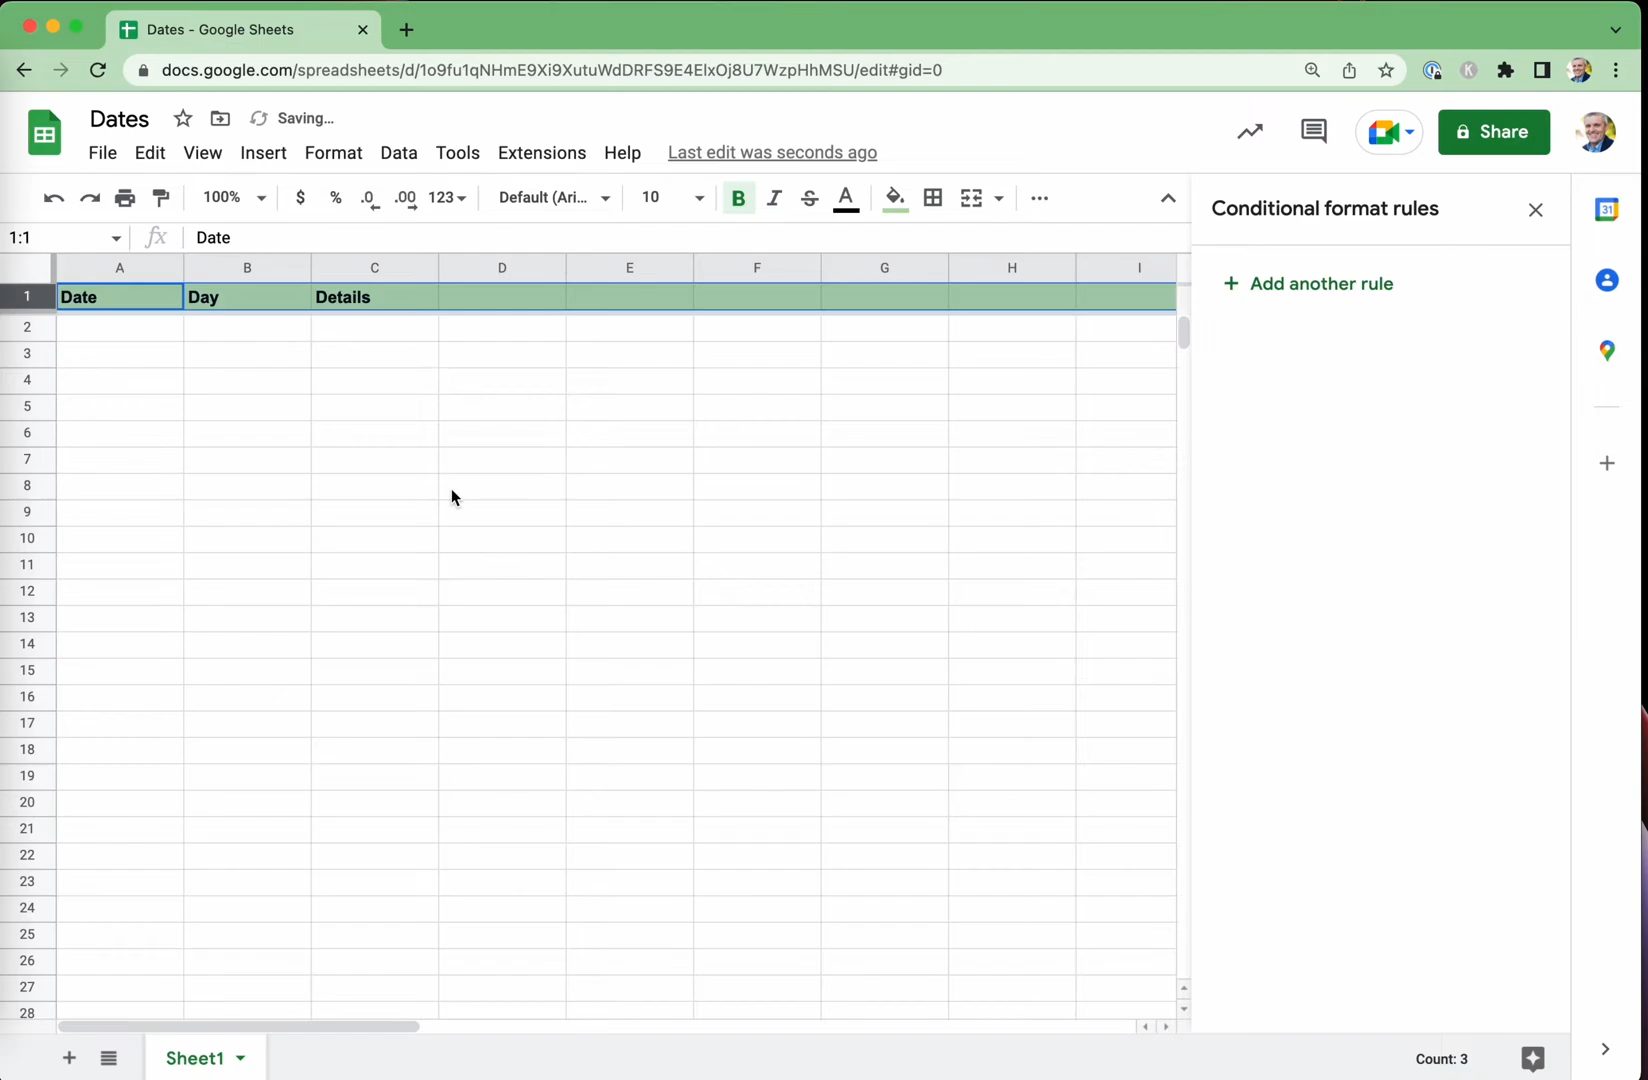 Dates - Google Sheets
docs.google.com/spreadsheets/d/1o9fu1qNHmE9Xi9XutuWdDRFS9E4ElxOj8U7WzpHhMSU/edit#gid=0
Dates Saving...
File Edit View Insert Format Data Tools Extensions Help Last edit was seconds ago
Share
100% $ % .0 .00 123 Default (Ari... 10 B I S A
1:1 fx Date
Conditional format rules
A B C D E F G H I
1 Date Day Details
Add another rule
2
3
4
5
6
7
8
9
10
11
12
13
14
15
16
17
18
19
20
21
22
23
24
25
26
27
28
31
K
Sheet1
Count: 3